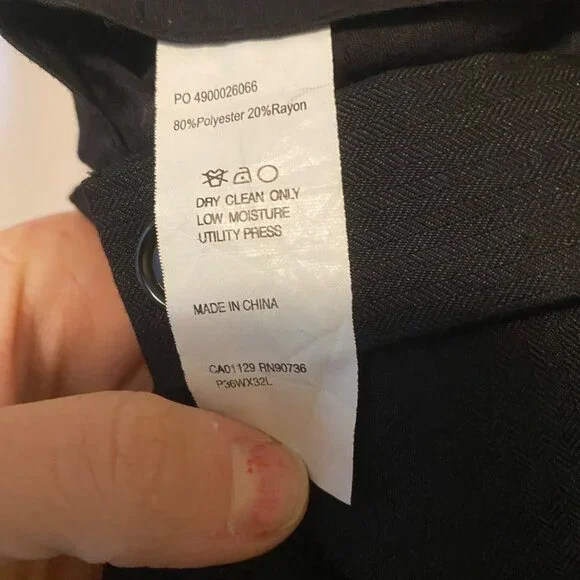 PO 4900026066
80%Polyester 20%Rayon
DRY CLEAN ONLY
LOW MOISTURE
UTILITY PRESS
MADE IN CHINA
CA01129 RN90736
P36WX32L